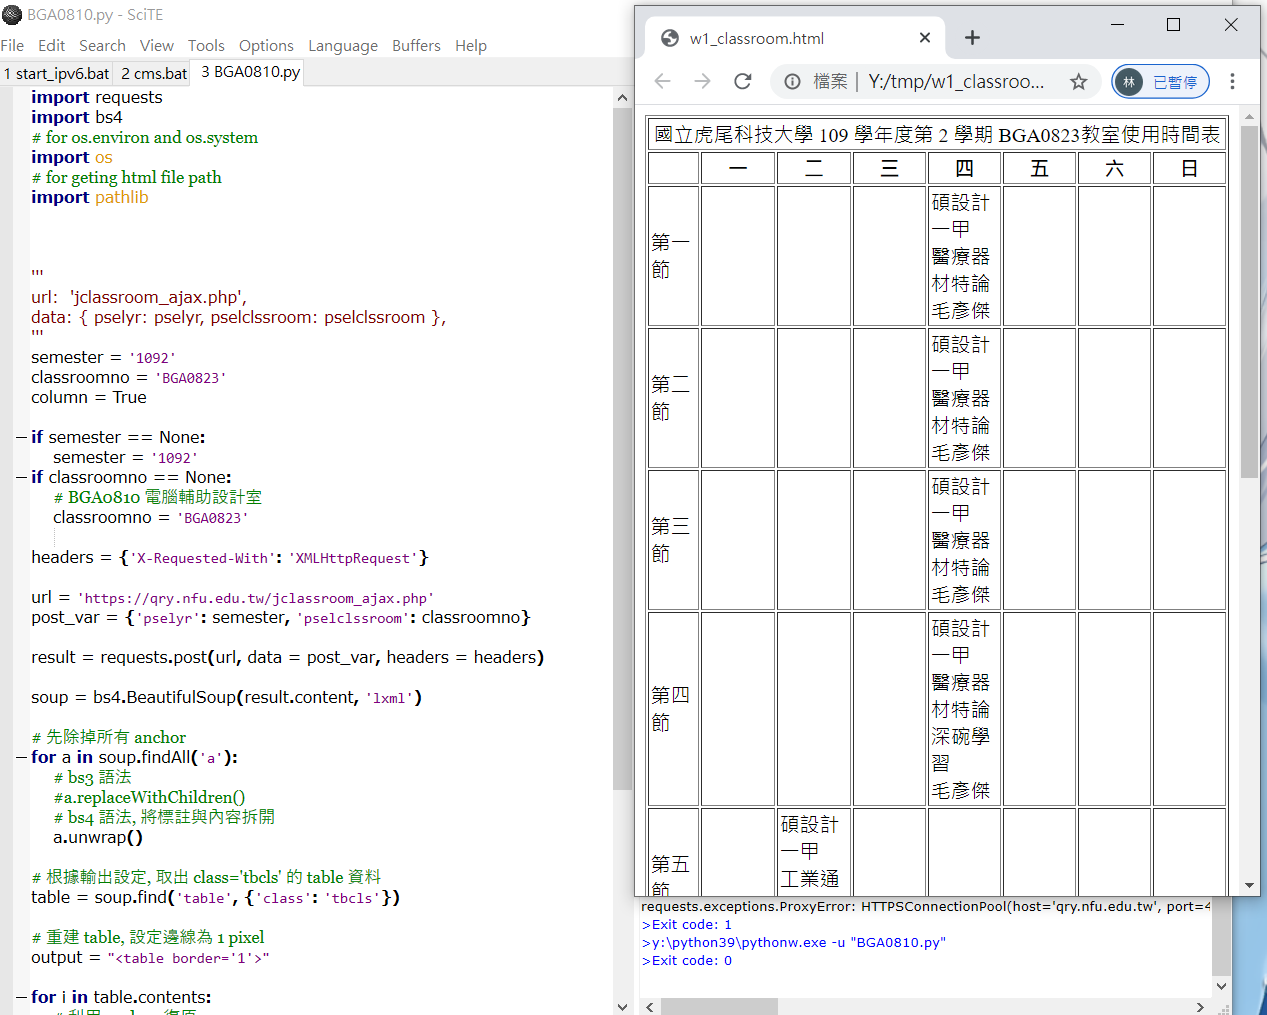 BGA0810.py - SciTE
File Edit Search View Tools Options Language Buffers Help
1 start_ipv6.bat 2 cms.bat 3 BGA0810.py
import requests
import bs4
# for os.environ and os.system
import os
# for geting html file path
import pathlib
'''
url: 'jclassroom_ajax.php',
data: { pselyr: pselyr, pselclssroom: pselclssroom },
'''
semester = '1092'
classroomno = 'BGA0823'
column = True
if semester == None:
semester = '1092'
if classroomno == None:
# BGA0810 電腦輔助設計室
classroomno = 'BGA0823'
headers = {'X-Requested-With': 'XMLHttpRequest'}
url = 'https://qry.nfu.edu.tw/jclassroom_ajax.php'
post_var = {'pselyr': semester, 'pselclssroom': classroomno}
result = requests.post(url, data = post_var, headers = headers)
soup = bs4.BeautifulSoup(result.content, 'lxml')
# 先除掉所有 anchor
for a in soup.findAll('a'):
# bs3 語法
#a.replaceWithChildren()
# bs4 語法, 將標註與內容拆開
a.unwrap()
# 根據輸出設定, 取出 class='tbcls' 的 table 資料
table = soup.find('table', {'class': 'tbcls'})
# 重建 table, 設定邊線為 1 pixel
output = "<table border='1'>"
for i in table.contents:
w1_classroom.html
檔案 Y:/tmp/w1_classroo... 林 已暫停
國立虎尾科技大學 109 學年度第 2 學期 BGA0823教室使用時間表
一 二 三 四 五 六 日
第一
節
碩設計
一甲
醫療器
材特論
毛彥傑
第二
節
碩設計
一甲
醫療器
材特論
毛彥傑
第三
節
碩設計
一甲
醫療器
材特論
毛彥傑
第四
節
碩設計
一甲
醫療器
材特論
深碗學
習
毛彥傑
第五
節
碩設計
一甲
工業通
requests.exceptions.ProxyError: HTTPSConnectionPool(host='qry.nfu.edu.tw', port=4
>Exit code: 1
>y:\python39\pythonw.exe -u "BGA0810.py"
>Exit code: 0